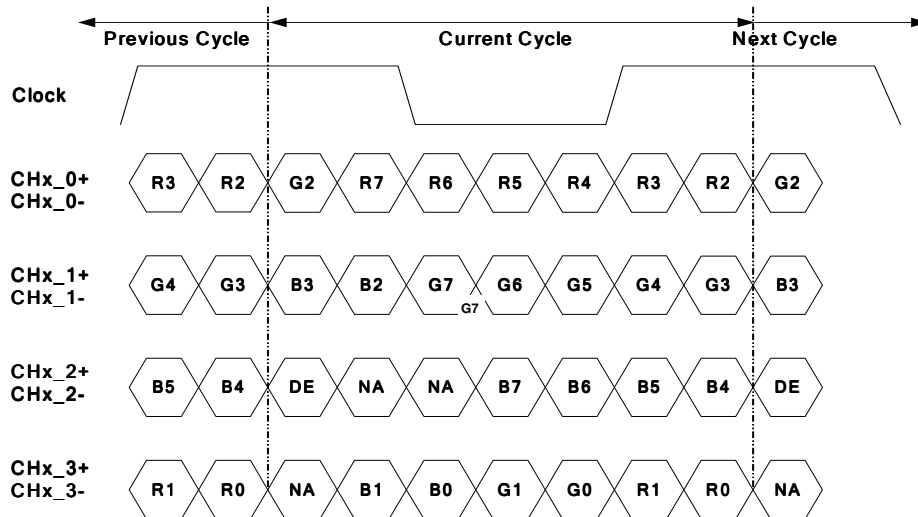 Previous Cycle Current Cycle Next Cycle
Clock
CHx_0+
CHx_0-
R3 R2 G2 R7 R6 R5 R4 R3 R2 G2
CHx_1+
CHx_1-
G4 G3 B3 B2 G7 G6 G5 G4 G3 B3
G7
CHx_2+
CHx_2-
B5 B4 DE NA NA B7 B6 B5 B4 DE
CHx_3+
CHx_3-
R1 R0 NA B1 B0 G1 G0 R1 R0 NA